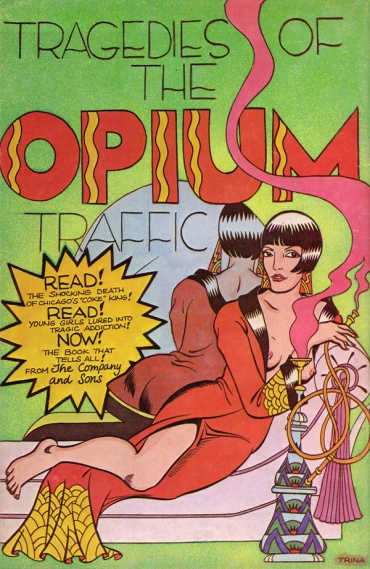 TRAGEDIES OF
THE
OPIUM
TRAFFIC
READ!
THE SHOCKING DEATH
OF CHICAGO'S "COKE" KING!
READ!
YOUNG GIRLS LURED INTO
TRAGIC ADDICTION!
NOW!
THE BOOK THAT
TELLS ALL!
FROM The Company
and Sons
TRINA